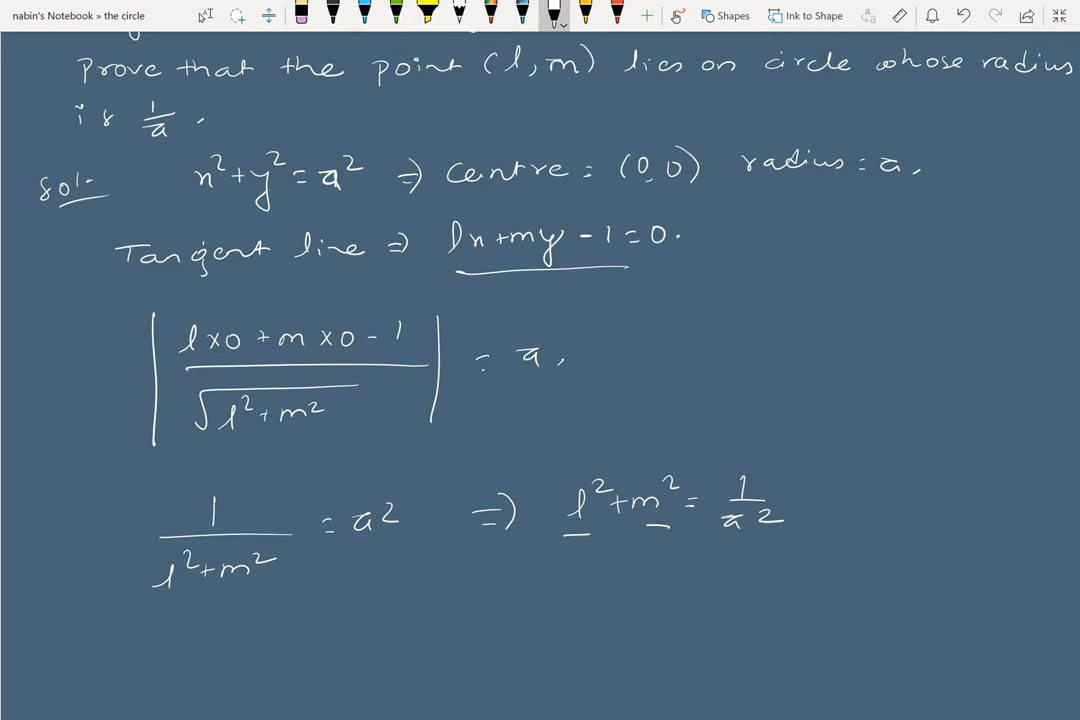 nabin's Notebook » the circle
Shapes
Ink to Shape
Prove that the point (l, m) lies on circle whose radius
is 1/a.
Sol:
x² + y² = a² ⇒ Centre = (0, 0) radius = a.
Tangent line ⇒ lx + my - 1 = 0.
| (l × 0 + m × 0 - 1) / √(l² + m²) | = a,
1 / (l² + m²) = a² ⇒ l² + m² = 1 / a²